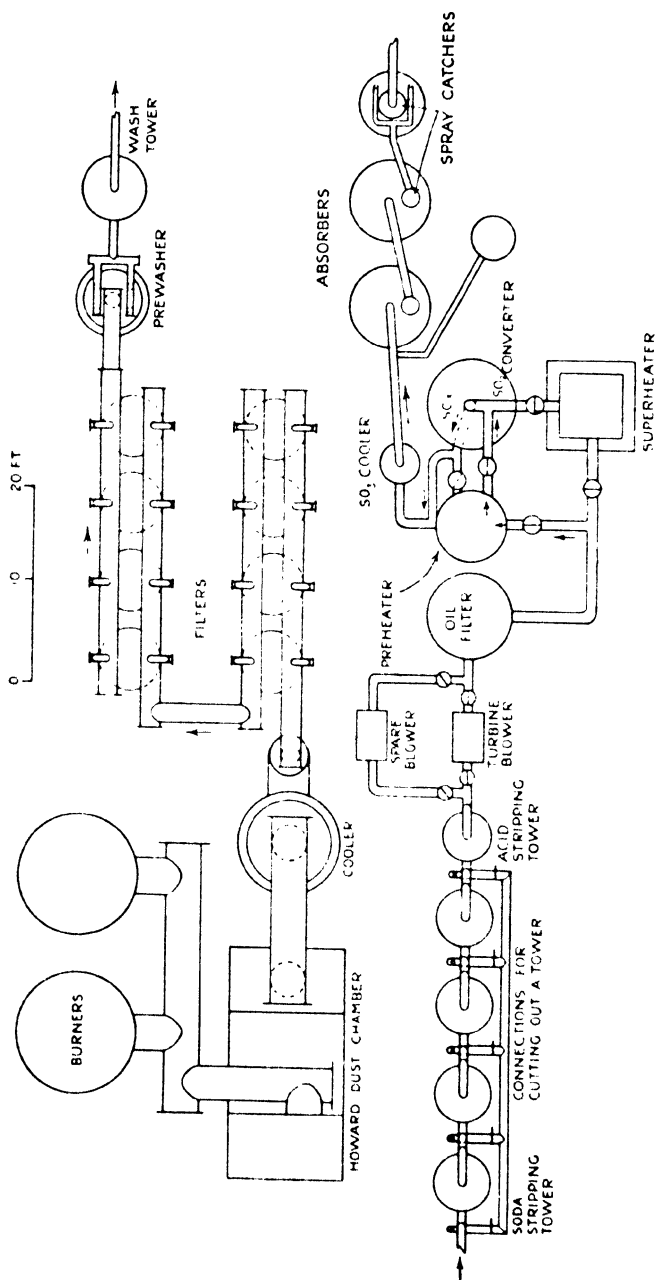 0 10 20 FT
BURNERS
HOWARD DUST CHAMBER
COOLER
FILTERS
PREWASHER
WASH
TOWER
SODA
STRIPPING
TOWER
CONNECTIONS FOR
CUTTING OUT A TOWER
ACID
STRIPPING
TOWER
SPARE
BLOWER
TURBINE
BLOWER
OIL
FILTER
PREHEATER
SO₃ COOLER
SO₂ CONVERTER
SUPERHEATER
ABSORBERS
SPRAY CATCHERS